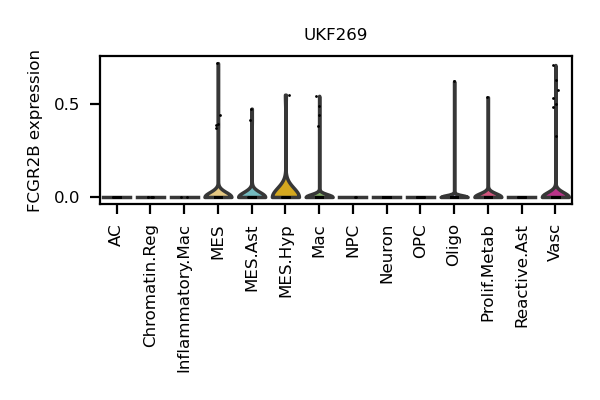 UKF269
FCGR2B expression
0.5
0.0
AC
Chromatin.Reg
Inflammatory.Mac
MES
MES.Ast
MES.Hyp
Mac
NPC
Neuron
OPC
Oligo
Prolif.Metab
Reactive.Ast
Vasc